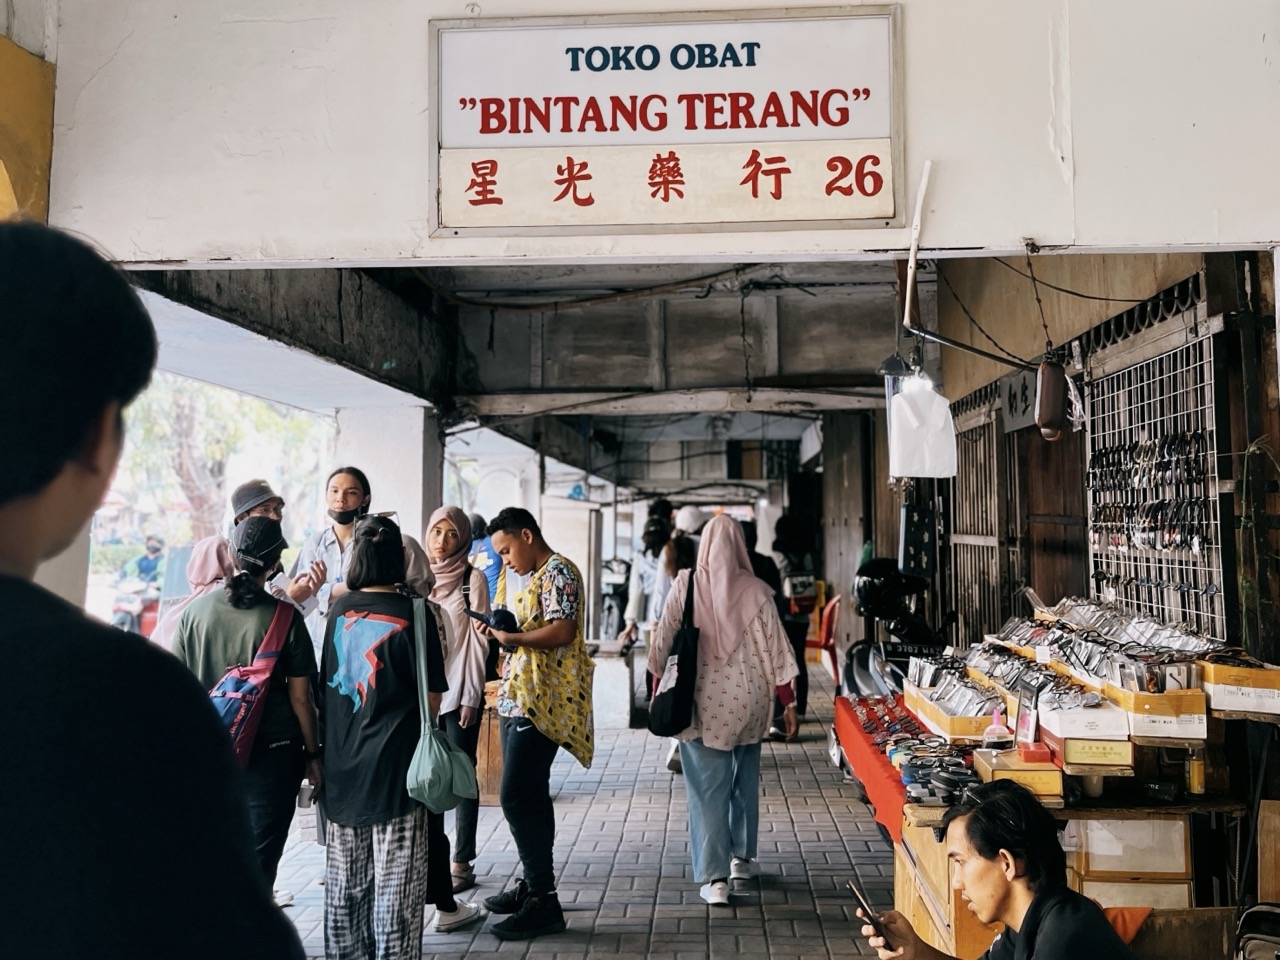 TOKO OBAT
"BINTANG TERANG"
星光藥行 26